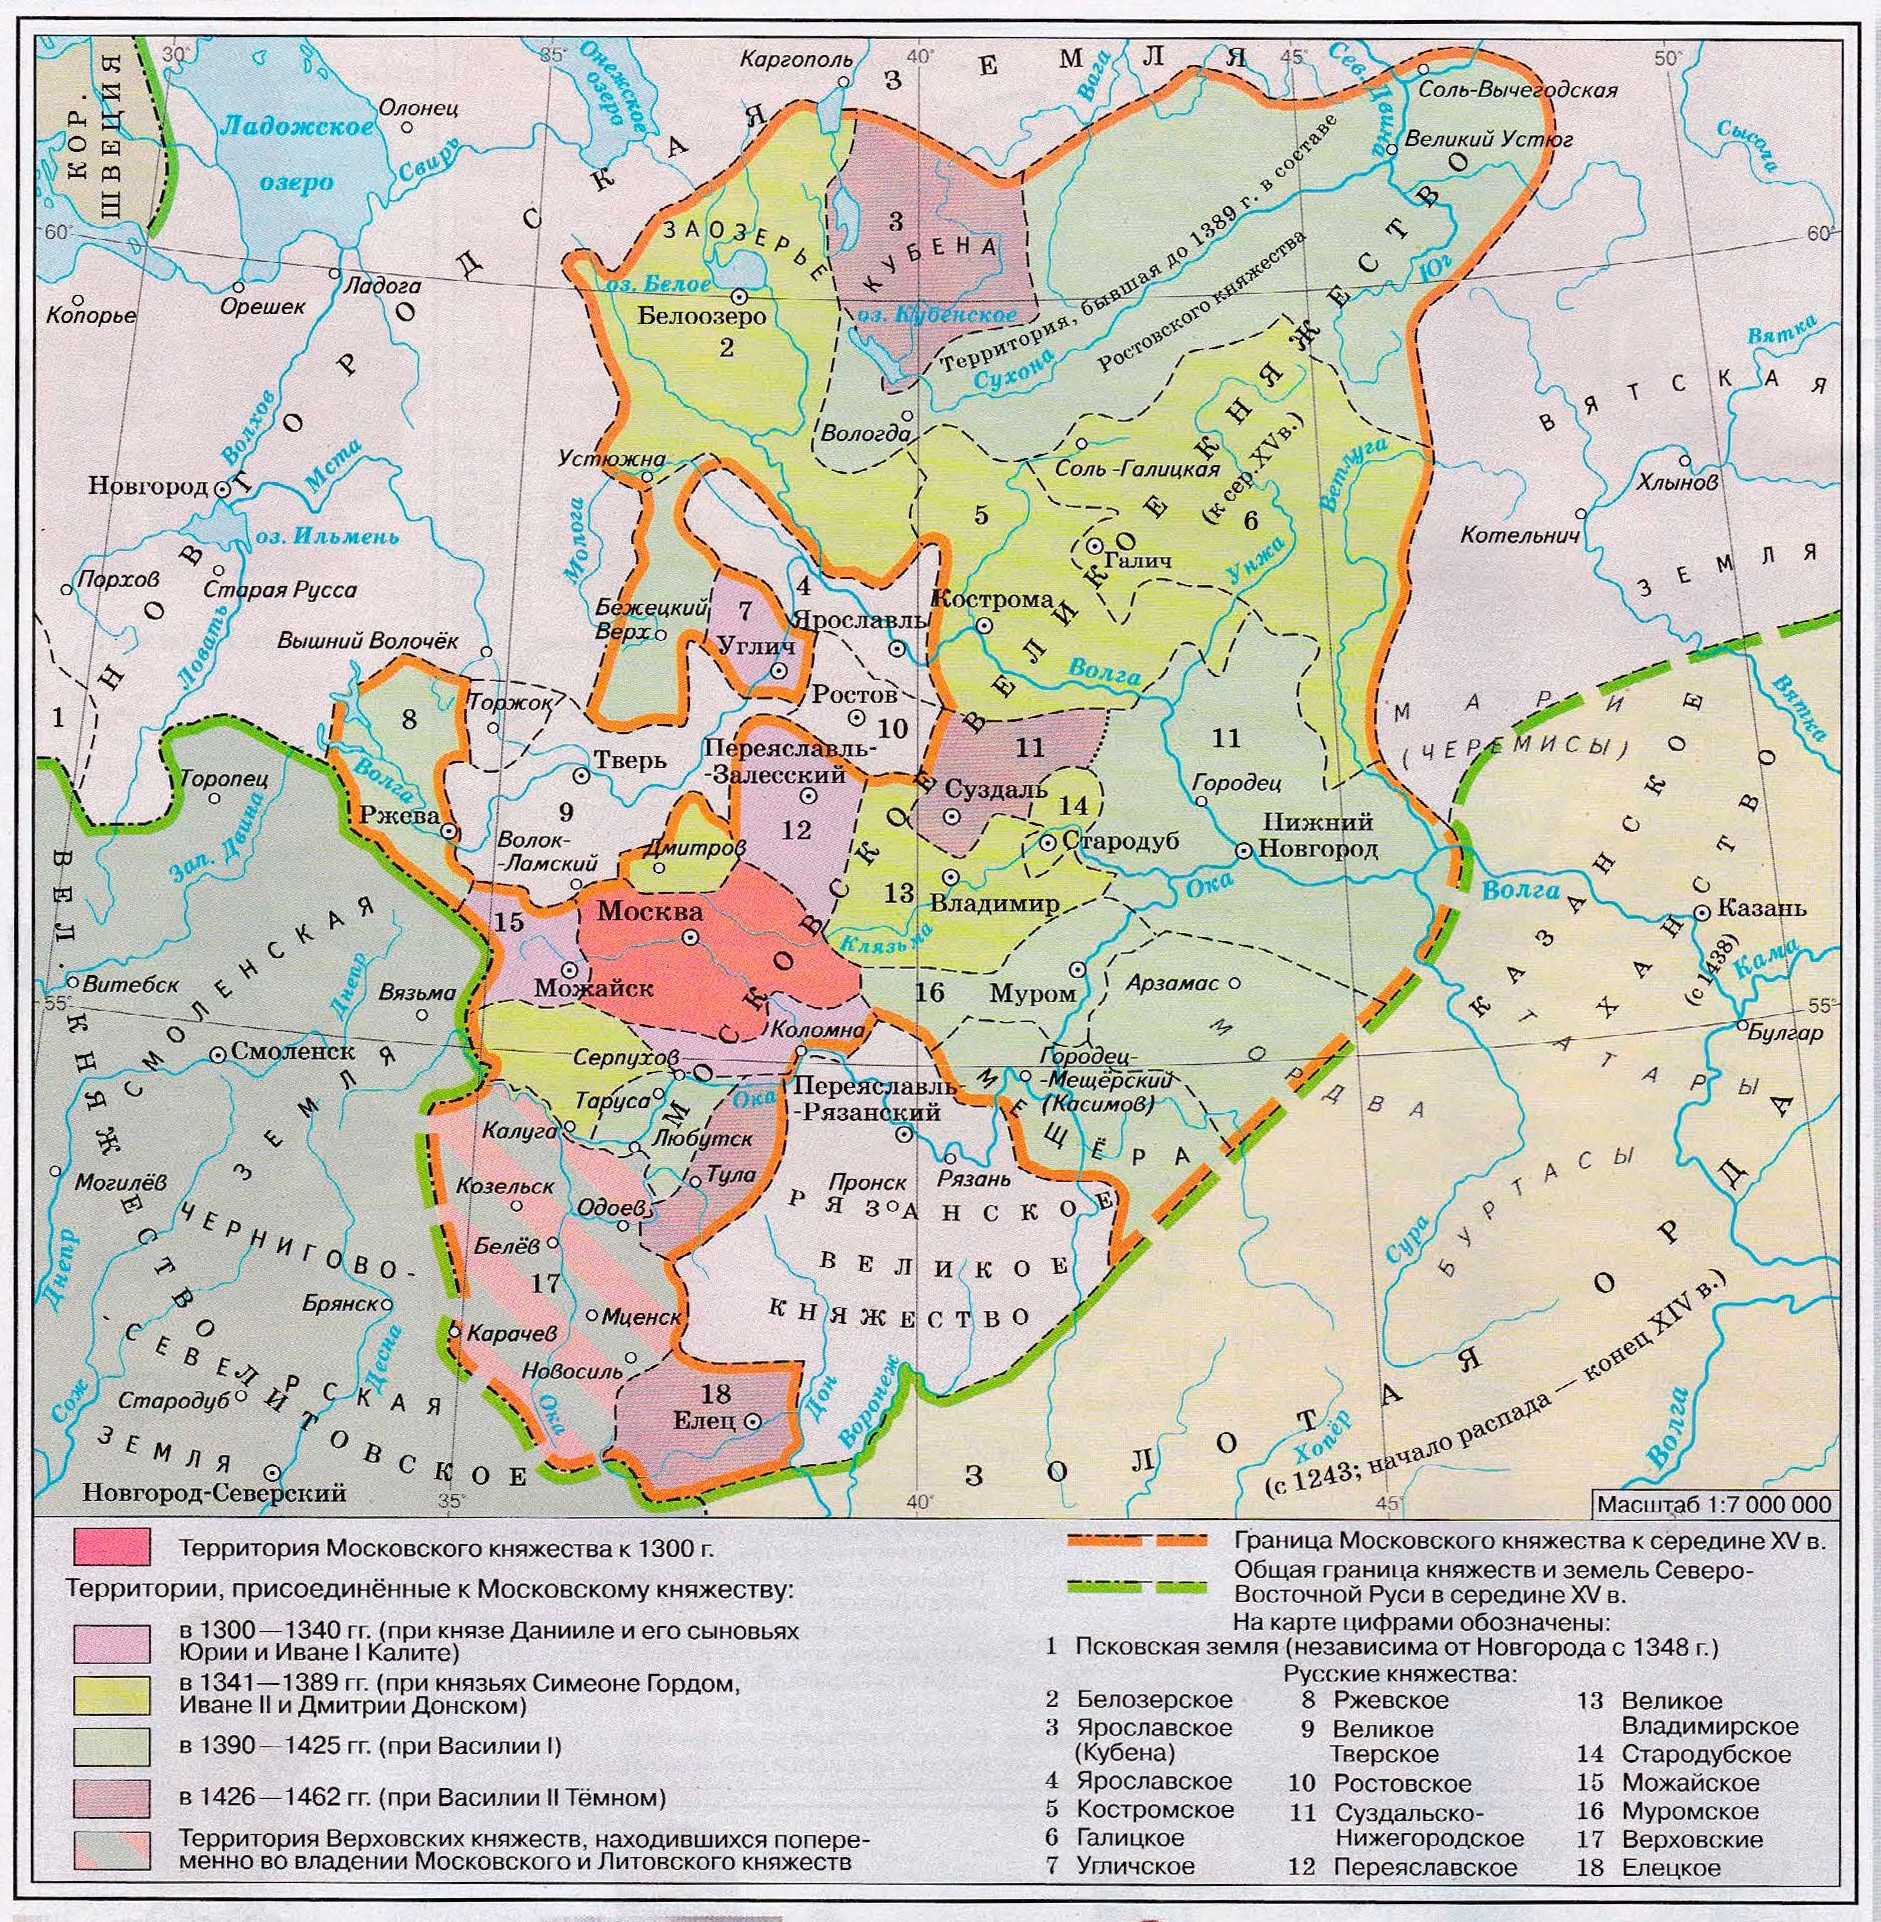 30°
35°
40°
45°
50°
КОР.
ШВЕЦИЯ
Ладожское
озеро
Онежское
озеро
Олонец
Свирь
Каргополь
НОВГОРОДСКАЯ ЗЕМЛЯ
Вага
Сев. Двина
Соль-Вычегодская
Великий Устюг
Сысола
60°
60°
Копорье
Орешек
Ладога
ЗАОЗЕРЬЕ
оз. Белое
Белоозеро
2
3
КУБЕНА
оз. Кубенское
Территория, бывшая до 1389 г. в составе
Ростовского княжества
Сухона
Юг
Вятка
ВЯТСКАЯ
ЗЕМЛЯ
Волхов
Мста
Новгород
оз. Ильмень
Устюжна
Молога
Вологда
Соль-Галицкая
(к сер. XV в.)
Ветлуга
Хлынов
Котельнич
5
6
Галич
Унжа
Порхов
Старая Русса
Ловать
Вышний Волочёк
Бежецкий
Верх
7
Углич
4
Ярославль
Кострома
Волга
МОСКОВСКОЕ ВЕЛИКОЕ КНЯЖЕСТВО
1
8
Торжок
Ростов
10
МАРИ
(ЧЕРЕМИСЫ)
Вятка
Торопец
Волга
Ржева
Тверь
9
Переяславль-
-Залесский
12
11
11
Суздаль
14
Стародуб
Городец
Нижний
Новгород
КАЗАНСКОЕ
ХАНСТВО
(с 1438)
Зап. Двина
Волок-
-Ламский
Дмитров
13
Владимир
Клязьма
Ока
Волга
Казань
Кама
ВЕЛ. КНЯЖЕСТВО ЛИТОВСКОЕ
СМОЛЕНСКАЯ
ЗЕМЛЯ
15
Москва
Можайск
16
Муром
Арзамас
МОРДВА
ТАТАРЫ
Булгар
Витебск
55°
55°
Днепр
Вязьма
Смоленск
Коломна
Серпухов
Таруса
Ока
Переяславль-
-Рязанский
Городец-
-Мещёрский
(Касимов)
МЕЩЁРА
Калуга
Любутск
Тула
Могилёв
Козельск
Одоев
Пронск
Рязань
РЯЗАНСКОЕ
ВЕЛИКОЕ
КНЯЖЕСТВО
Сура
БУРТАСЫ
ЧЕРНИГОВО-
-СЕВЕРСКАЯ
ЗЕМЛЯ
Белёв
17
Мценск
Днепр
Брянск
Карачев
Новосиль
Десна
Сож
Стародуб
Ока
18
Елец
Дон
Воронеж
ЗОЛОТАЯ ОРДА
(с 1243; начало распада — конец XIV в.)
Хопёр
Волга
Новгород-Северский
35°
40°
45°
Масштаб 1:7 000 000
Территория Московского княжества к 1300 г.
Территории, присоединённые к Московскому княжеству:
в 1300—1340 гг. (при князе Данииле и его сыновьях
Юрии и Иване I Калите)
в 1341—1389 гг. (при князьях Симеоне Гордом,
Иване II и Дмитрии Донском)
в 1390—1425 гг. (при Василии I)
в 1426—1462 гг. (при Василии II Тёмном)
Территория Верховских княжеств, находившихся попере-
менно во владении Московского и Литовского княжеств
Граница Московского княжества к середине XV в.
Общая граница княжеств и земель Северо-
Восточной Руси в середине XV в.
На карте цифрами обозначены:
1 Псковская земля (независима от Новгорода с 1348 г.)
Русские княжества:
2 Белозерское
3 Ярославское
(Кубена)
4 Ярославское
5 Костромское
6 Галицкое
7 Угличское
8 Ржевское
9 Великое
Тверское
10 Ростовское
11 Суздальско-
Нижегородское
12 Переяславское
13 Великое
Владимирское
14 Стародубское
15 Можайское
16 Муромское
17 Верховские
18 Елецкое